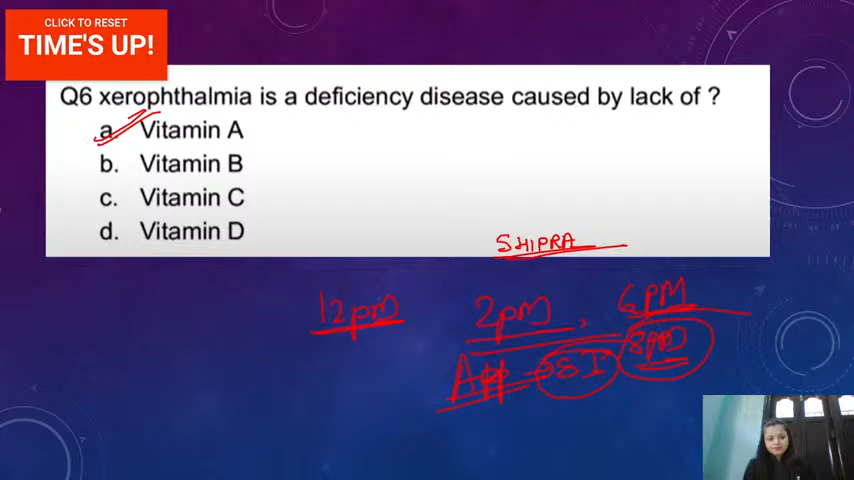 CLICK TO RESET
TIME'S UP!
Q6 xerophthalmia is a deficiency disease caused by lack of ?
a. Vitamin A
b. Vitamin B
c. Vitamin C
d. Vitamin D
SHIPRA
12pm 2pm, 6PM
8PM